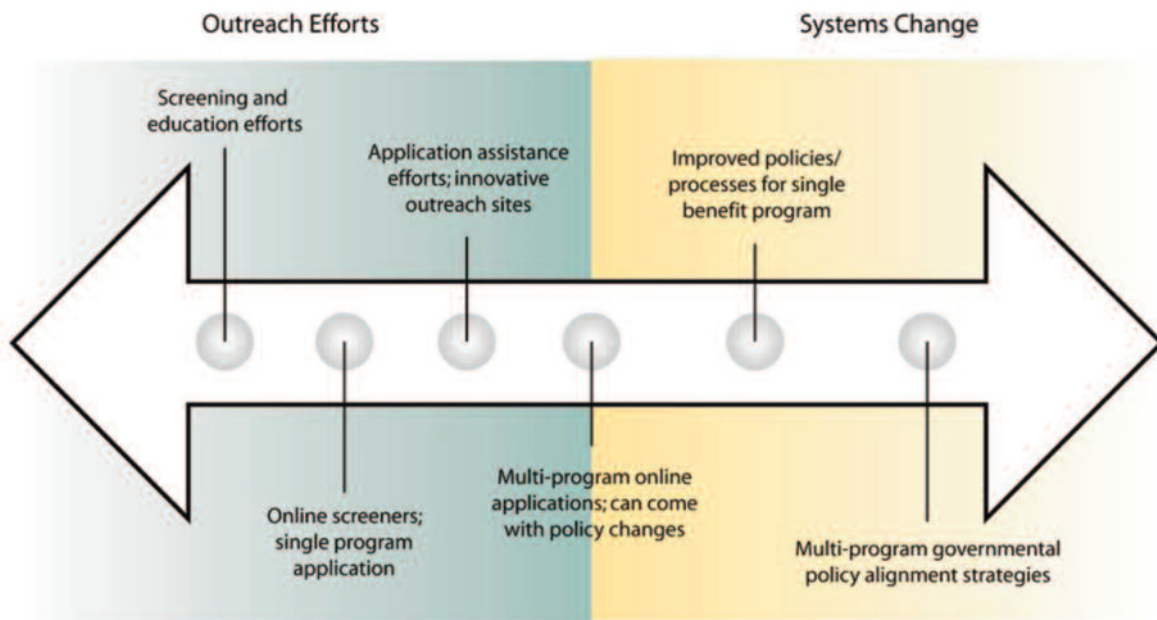 Outreach Efforts
Systems Change
Screening and
education efforts
Application assistance
efforts; innovative
outreach sites
Improved policies/
processes for single
benefit program
Online screeners;
single program
application
Multi-program online
applications; can come
with policy changes
Multi-program governmental
policy alignment strategies